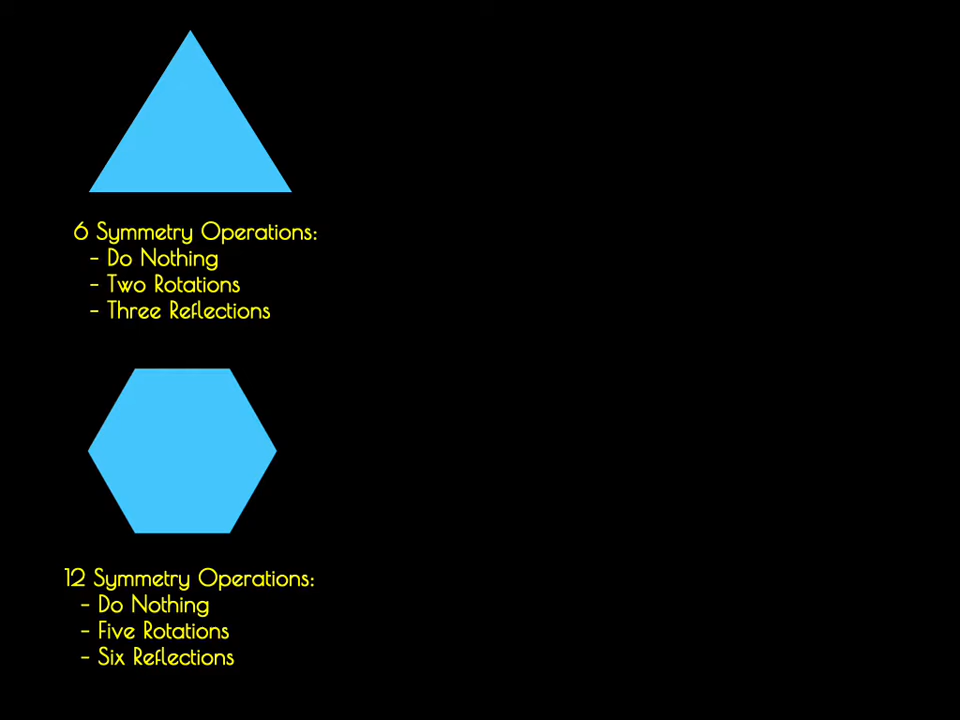 6 Symmetry Operations:
- Do Nothing
- Two Rotations
- Three Reflections
12 Symmetry Operations:
- Do Nothing
- Five Rotations
- Six Reflections